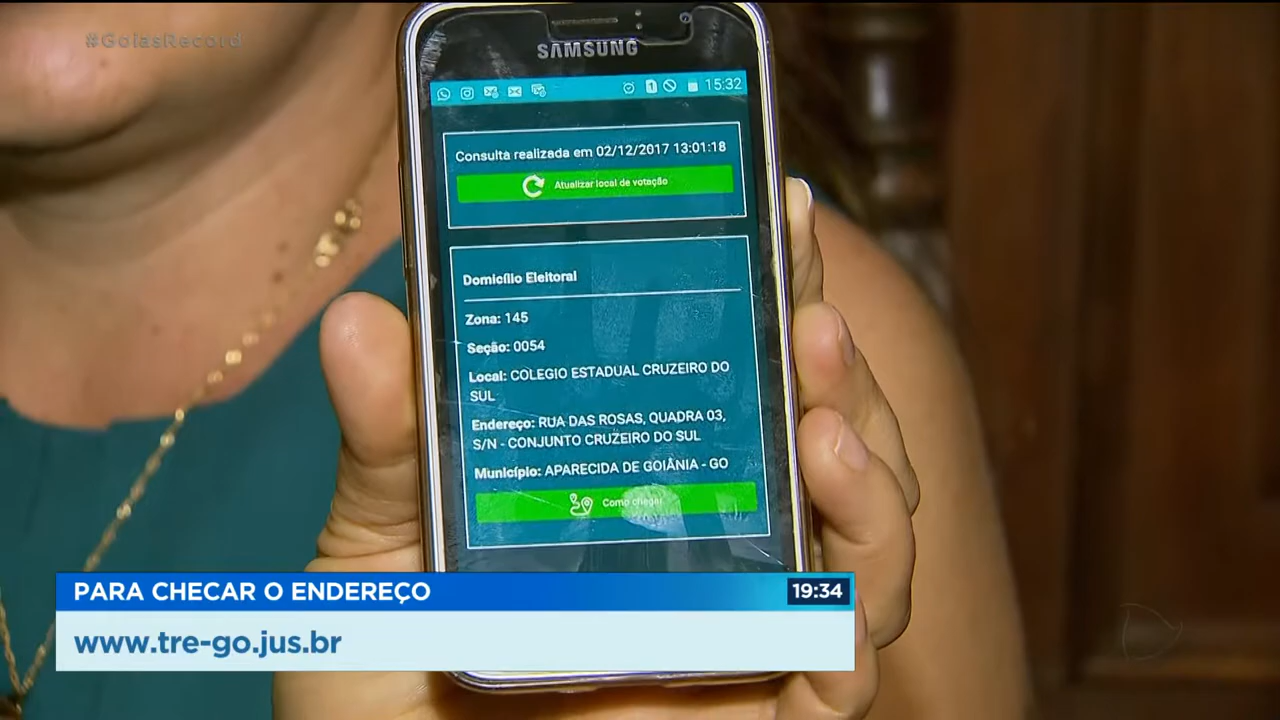 #GoiasRecord
SAMSUNG
15:32
Consulta realizada em 02/12/2017 13:01:18
Atualizar local de votação
Domicílio Eleitoral
Zona: 145
Seção: 0054
Local: COLEGIO ESTADUAL CRUZEIRO DO
SUL
Endereço: RUA DAS ROSAS, QUADRA 03,
S/N - CONJUNTO CRUZEIRO DO SUL
Município: APARECIDA DE GOIÂNIA - GO
Como chegar
PARA CHECAR O ENDEREÇO
19:34
www.tre-go.jus.br